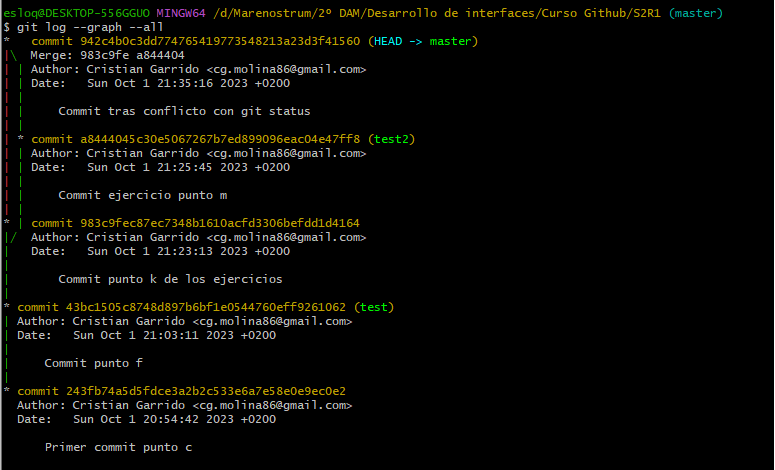 esloq@DESKTOP-556GGUO MINGW64 /d/Marenostrum/2º DAM/Desarrollo de interfaces/Curso Github/S2R1 (master)
$ git log --graph --all
*   commit 942c4b0c3dd774765419773548213a23d3f41560 (HEAD -> master)
|\  Merge: 983c9fe a844404
| | Author: Cristian Garrido <cg.molina86@gmail.com>
| | Date:   Sun Oct 1 21:35:16 2023 +0200
| |
| |     Commit tras conflicto con git status
| |
| * commit a8444045c30e5067267b7ed899096eac04e47ff8 (test2)
| | Author: Cristian Garrido <cg.molina86@gmail.com>
| | Date:   Sun Oct 1 21:25:45 2023 +0200
| |
| |     Commit ejercicio punto m
| |
* | commit 983c9fec87ec7348b1610acfd3306befdd1d4164
|/  Author: Cristian Garrido <cg.molina86@gmail.com>
|   Date:   Sun Oct 1 21:23:13 2023 +0200
|
|       Commit punto k de los ejercicios
|
* commit 43bc1505c8748d897b6bf1e0544760eff9261062 (test)
| Author: Cristian Garrido <cg.molina86@gmail.com>
| Date:   Sun Oct 1 21:03:11 2023 +0200
|
|     Commit punto f
|
* commit 243fb74a5d5fdce3a2b2c533e6a7e58e0e9ec0e2
  Author: Cristian Garrido <cg.molina86@gmail.com>
  Date:   Sun Oct 1 20:54:42 2023 +0200

      Primer commit punto c